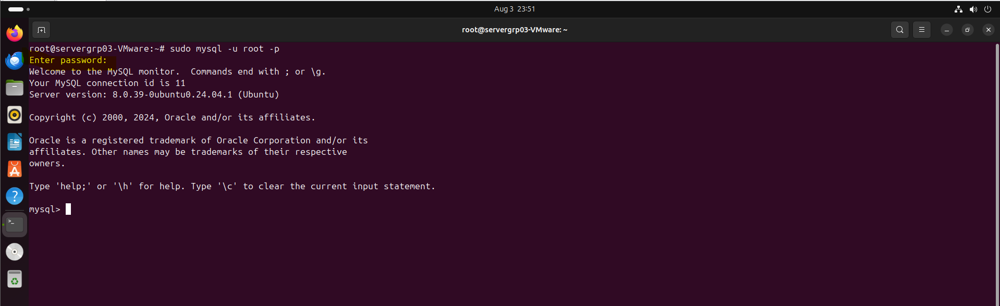 Aug 3 23:51
root@servergrp03-VMware: ~
root@servergrp03-VMware:~# sudo mysql -u root -p
Enter password:
Welcome to the MySQL monitor.  Commands end with ; or \g.
Your MySQL connection id is 11
Server version: 8.0.39-0ubuntu0.24.04.1 (Ubuntu)
Copyright (c) 2000, 2024, Oracle and/or its affiliates.
Oracle is a registered trademark of Oracle Corporation and/or its
affiliates. Other names may be trademarks of their respective
owners.
Type 'help;' or '\h' for help. Type '\c' to clear the current input statement.
mysql>